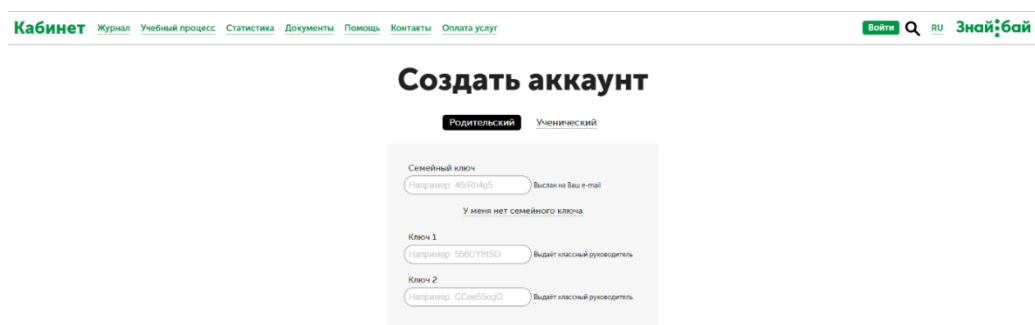 Кабинет Журнал Учебный процесс Статистика Документы Помощь Контакты Оплата услуг Войти RU Знай:бай
Создать аккаунт
Родительский Ученический
Семейный ключ
Например: 46rRh4g5 Выслан на Ваш e-mail
У меня нет семейного ключа
Ключ 1
Например: 556UYfttSD Выдаёт классный руководитель
Ключ 2
Например: CCee55egG Выдаёт классный руководитель